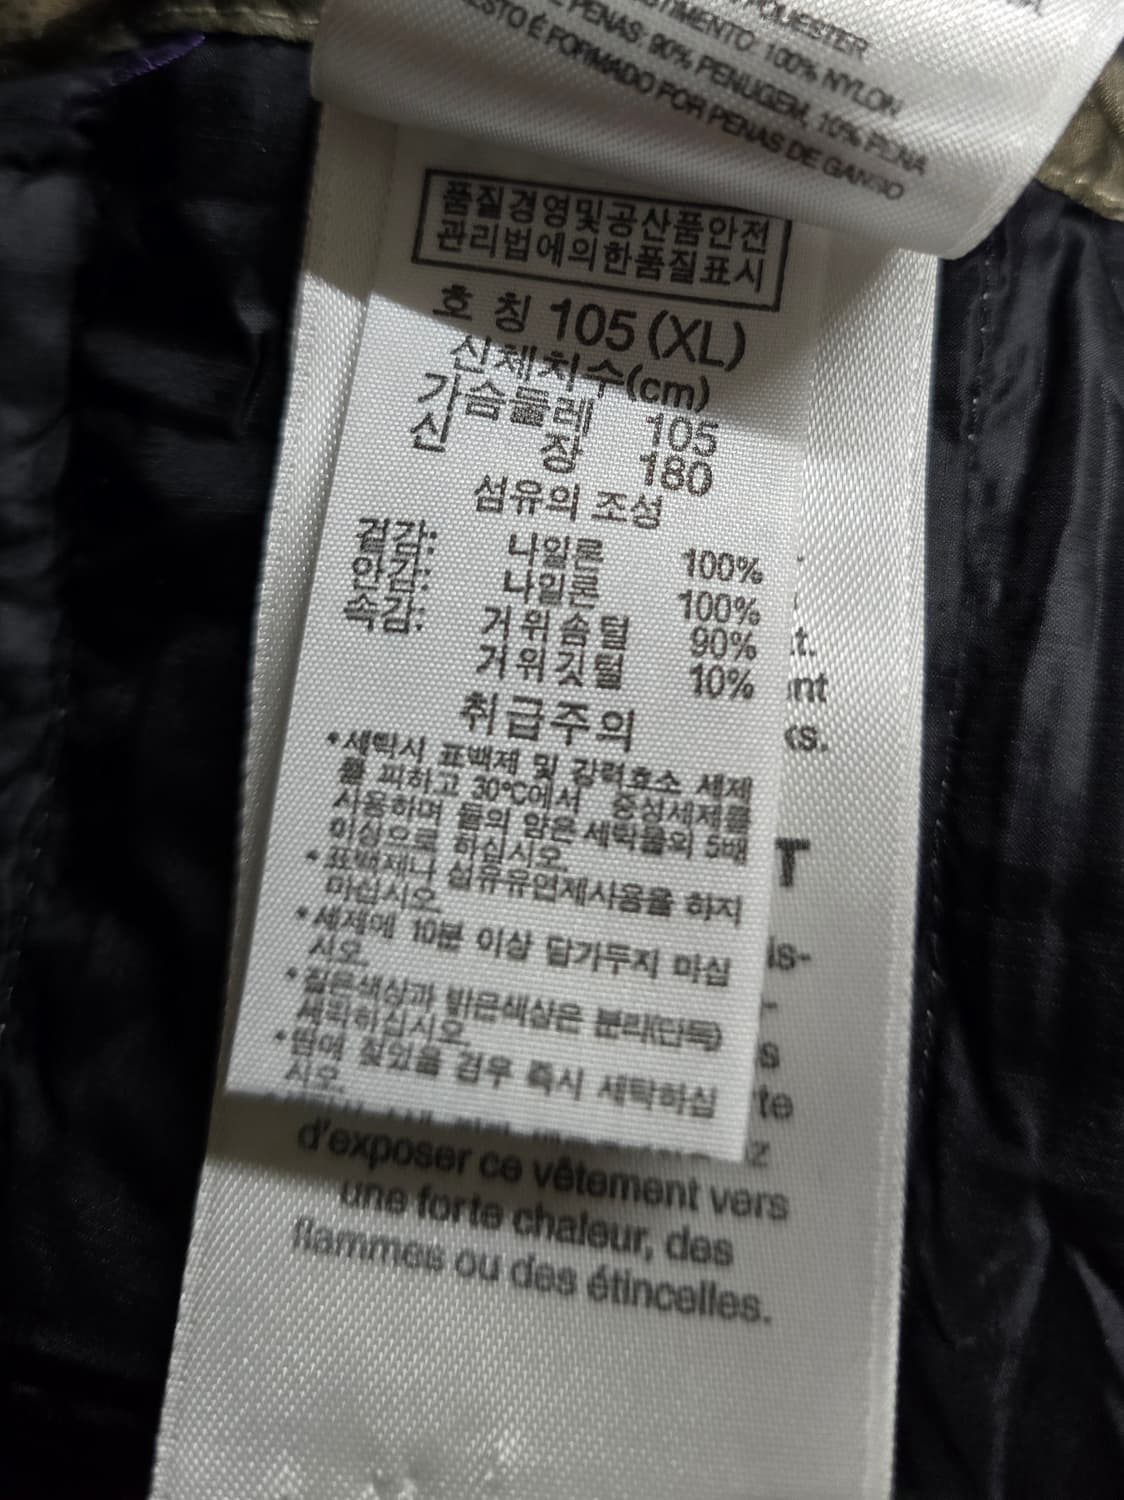 POLIESTER
STIMENTO: 100% NYLON
E PENAS: 90% PENUGEM, 10% PENA
ESTO É FORMADO POR PENAS DE GANSO
품질경영및공산품안전
관리법에의한품질표시
호 칭 105 (XL)
신체치수(cm)
가슴둘레 105
신 장 180
섬유의 조성
겉감: 나일론 100%
안감: 나일론 100%
속감: 거위솜털 90%
거위깃털 10%
취급주의
*세탁시 표백제 및 강력효소 세제
를 피하고 30°C에서 중성세제를
사용하며 물의 양은 세탁물의 5배
이상으로 하십시오.
*표백제나 섬유유연제사용을 하지
마십시오.
*세제에 10분 이상 담가두지 마십
시오.
*짙은색상과 밝은색상은 분리(단독)
세탁하십시오.
*땀에 젖었을 경우 즉시 세탁하십
시오.
t.
nt
ks.
T
is-
-
s
te
ez
d'exposer ce vêtement vers
une forte chaleur, des
flammes ou des étincelles.